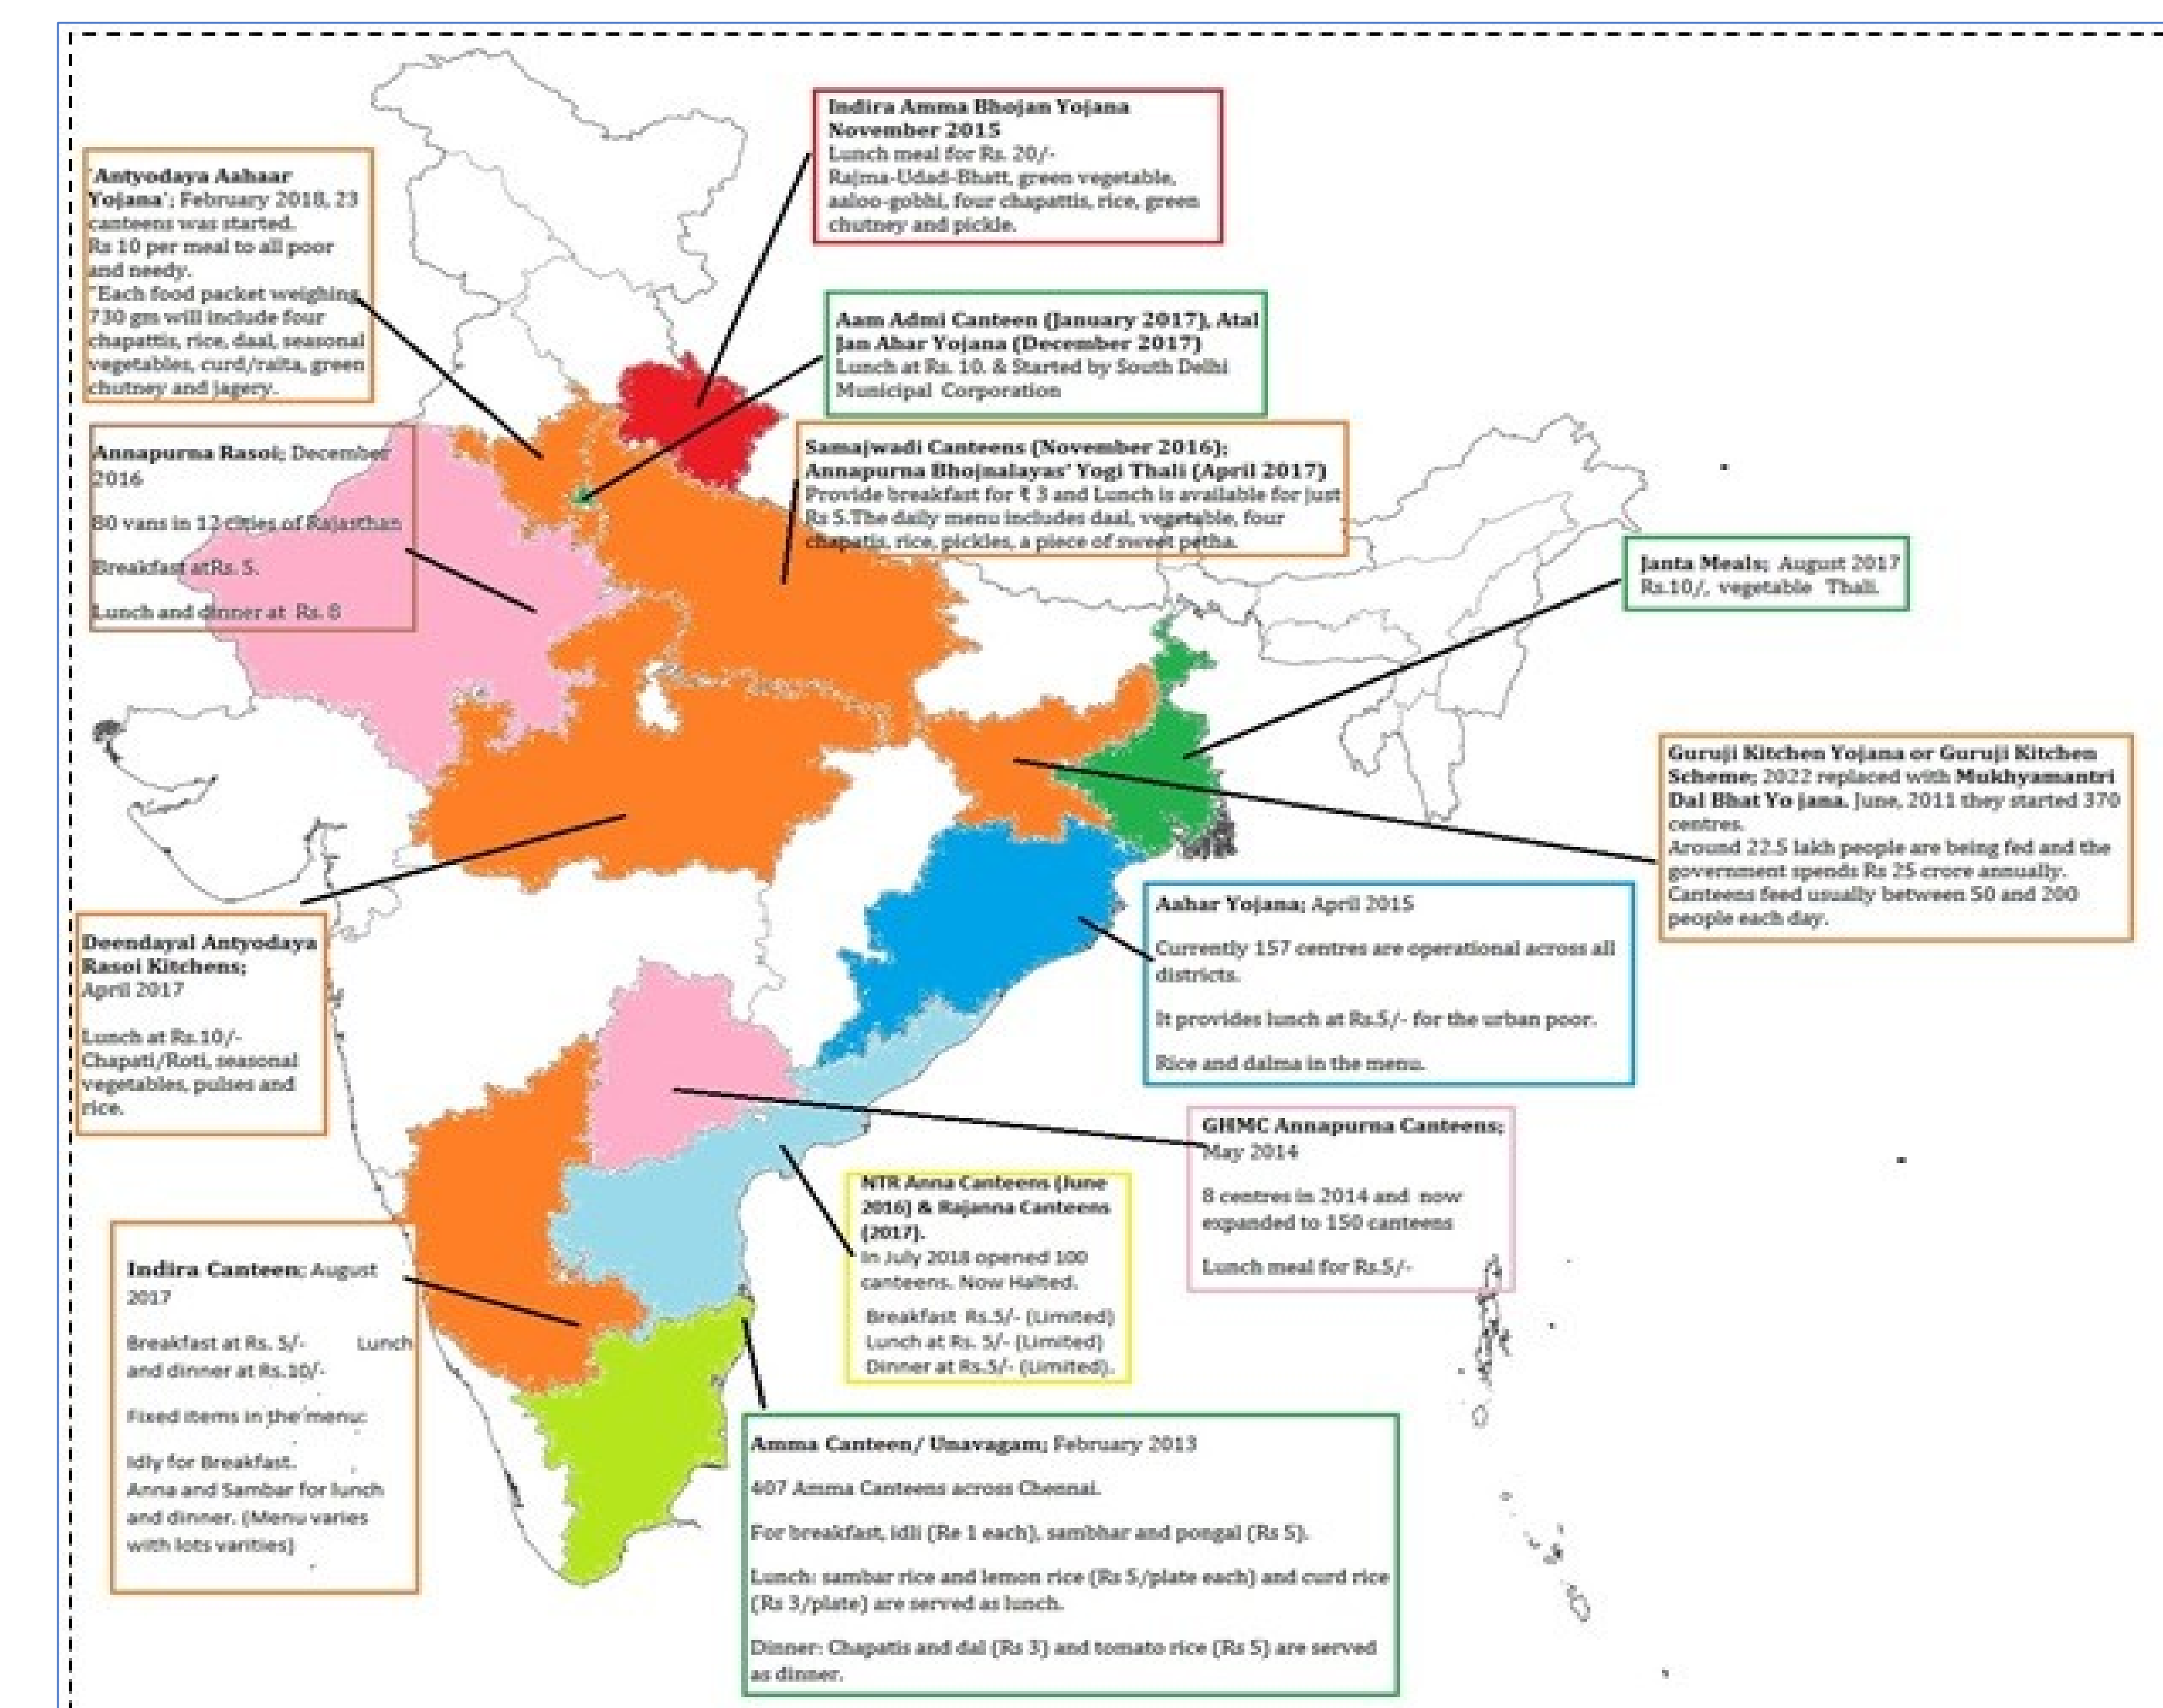 Indira Amma Bhojan Yojana
November 2015
Lunch meal for Rs. 20/-
Rajma-Udad-Bhatt, green vegetable,
aaloo-gobhi, four chapattis, rice, green
chutney and pickle.
'Antyodaya Aahaar
Yojana'; February 2018, 23
canteens was started.
Rs 10 per meal to all poor
and needy.
"Each food packet weighing
730 gm will include four
chapattis, rice, daal, seasonal
vegetables, curd/raita, green
chutney and jagery.
Aam Admi Canteen (January 2017), Atal
Jan Ahar Yojana (December 2017)
Lunch at Rs. 10. & Started by South Delhi
Municipal Corporation
Annapurna Rasoi; December
2016
80 vans in 12 cities of Rajasthan
Breakfast atRs. 5.
Lunch and dinner at Rs. 8
Samajwadi Canteens (November 2016);
Annapurna Bhojnalayas' Yogi Thali (April 2017)
Provide breakfast for ₹ 3 and Lunch is available for just
Rs 5.The daily menu includes daal, vegetable, four
chapatis, rice, pickles, a piece of sweet petha.
Janta Meals; August 2017
Rs.10/, vegetable Thali.
Guruji Kitchen Yojana or Guruji Kitchen
Scheme; 2022 replaced with Mukhyamantri
Dal Bhat Yo jana. June, 2011 they started 370
centres.
Around 22.5 lakh people are being fed and the
government spends Rs 25 crore annually.
Canteens feed usually between 50 and 200
people each day.
Deendayal Antyodaya
Rasoi Kitchens;
April 2017
Lunch at Rs.10/-
Chapati/Roti, seasonal
vegetables, pulses and
rice.
Aahar Yojana; April 2015
Currently 157 centres are operational across all
districts.
It provides lunch at Rs.5/- for the urban poor.
Rice and dalma in the menu.
GHMC Annapurna Canteens;
May 2014
8 centres in 2014 and now
expanded to 150 canteens
Lunch meal for Rs.5/-
NTR Anna Canteens (June
2016) & Rajanna Canteens
(2017).
In July 2018 opened 100
canteens. Now Halted.
Breakfast Rs.5/- (Limited)
Lunch at Rs. 5/- (Limited)
Dinner at Rs.5/- (Limited).
Indira Canteen; August
2017
Breakfast at Rs. 5/- Lunch
and dinner at Rs.10/-
Fixed items in the menu:
Idly for Breakfast.
Anna and Sambar for lunch
and dinner. (Menu varies
with lots varities)
Amma Canteen/ Unavagam; February 2013
407 Amma Canteens across Chennai.
For breakfast, idli (Re 1 each), sambhar and pongal (Rs 5).
Lunch: sambar rice and lemon rice (Rs 5/plate each) and curd rice
(Rs 3/plate) are served as lunch.
Dinner: Chapatis and dal (Rs 3) and tomato rice (Rs 5) are served
as dinner.